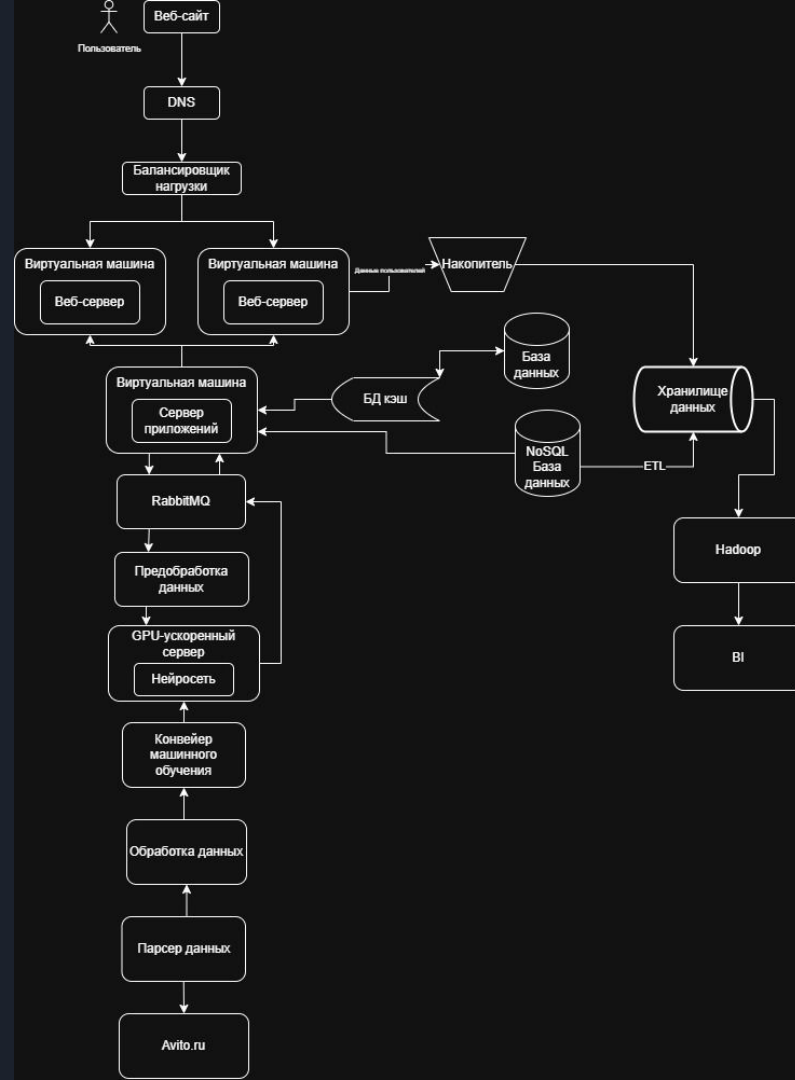 Веб-сайт
Пользователь
DNS
Балансировщик
нагрузки
Виртуальная машина
Веб-сервер
Виртуальная машина
Веб-сервер
Данные пользователей
Накопитель
База
данных
Виртуальная машина
Сервер
приложений
БД кэш
Хранилище
данных
NoSQL
База
данных
ETL
RabbitMQ
Hadoop
Предобработка
данных
GPU-ускоренный
сервер
Нейросеть
BI
Конвейер
машинного
обучения
Обработка данных
Парсер данных
Avito.ru